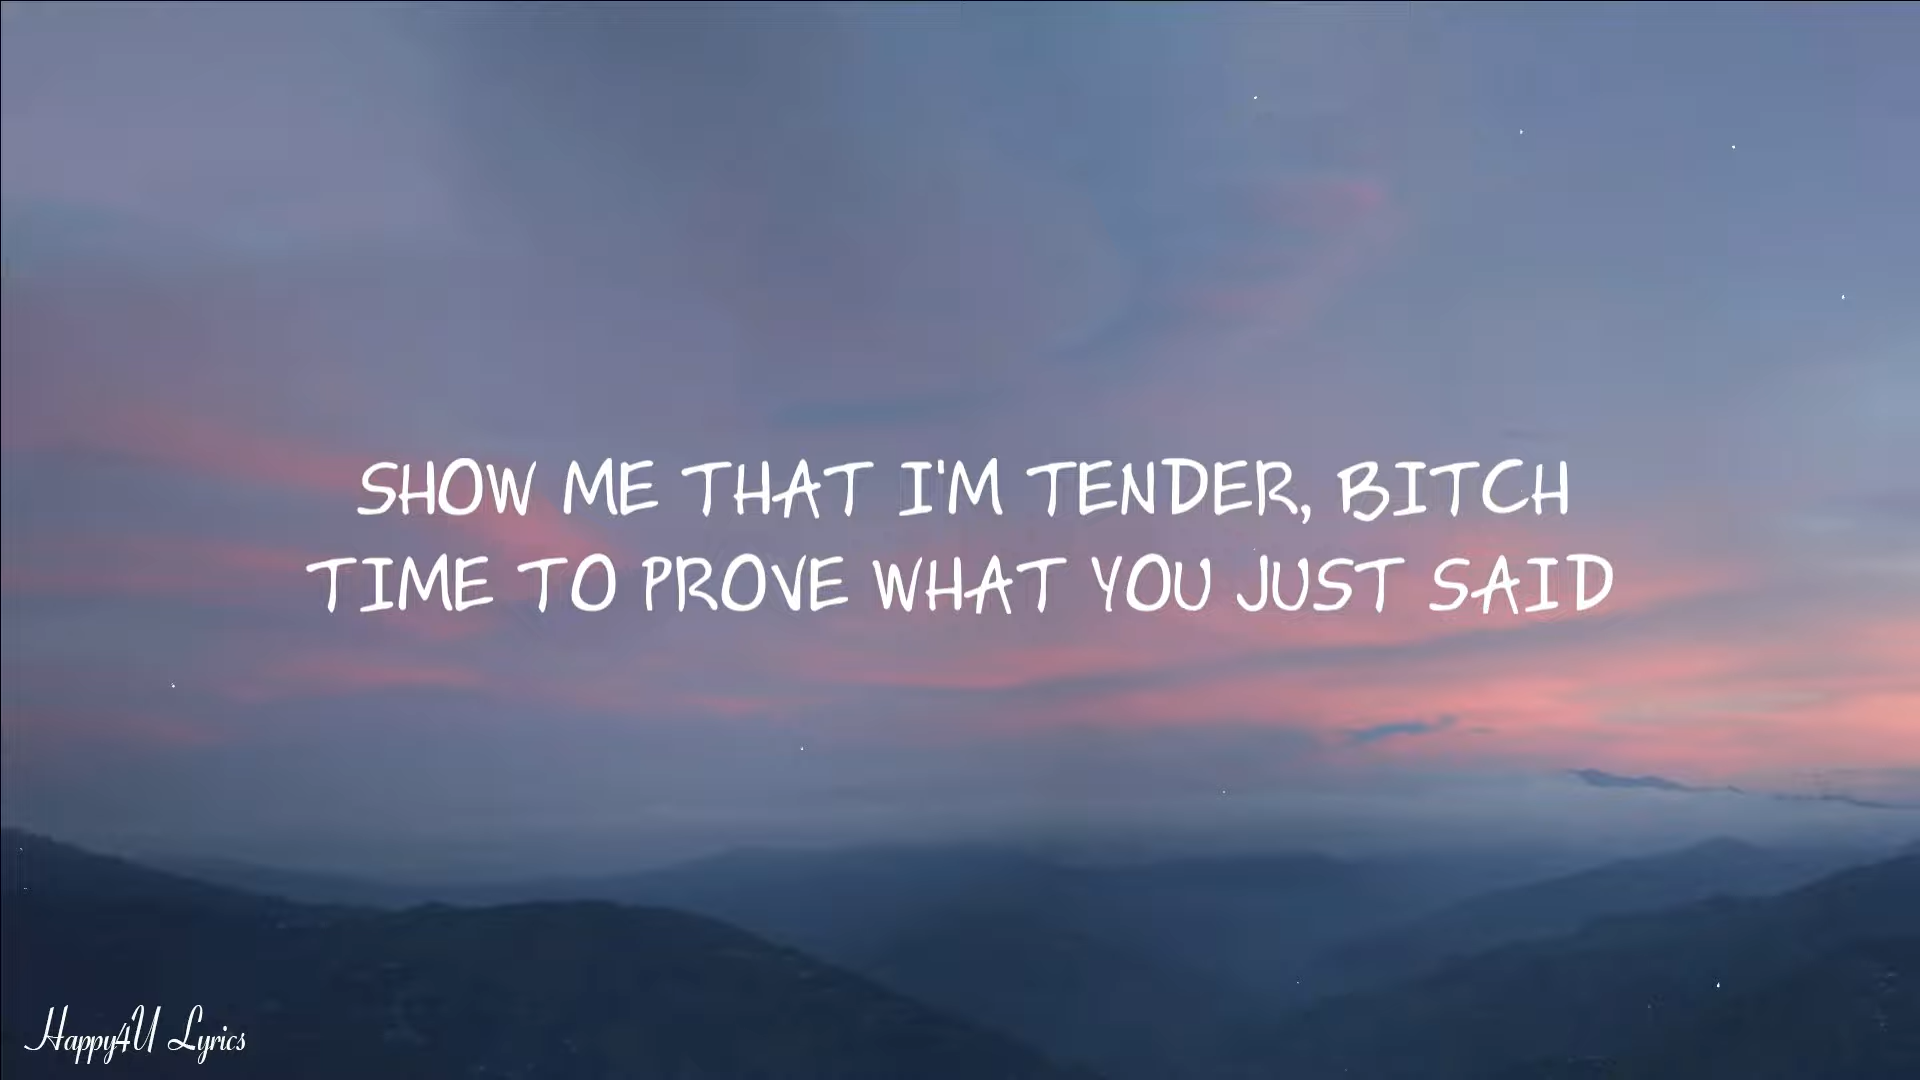 SHOW ME THAT I'M TENDER, BITCH
TIME TO PROVE WHAT YOU JUST SAID
Happy4U Lyrics